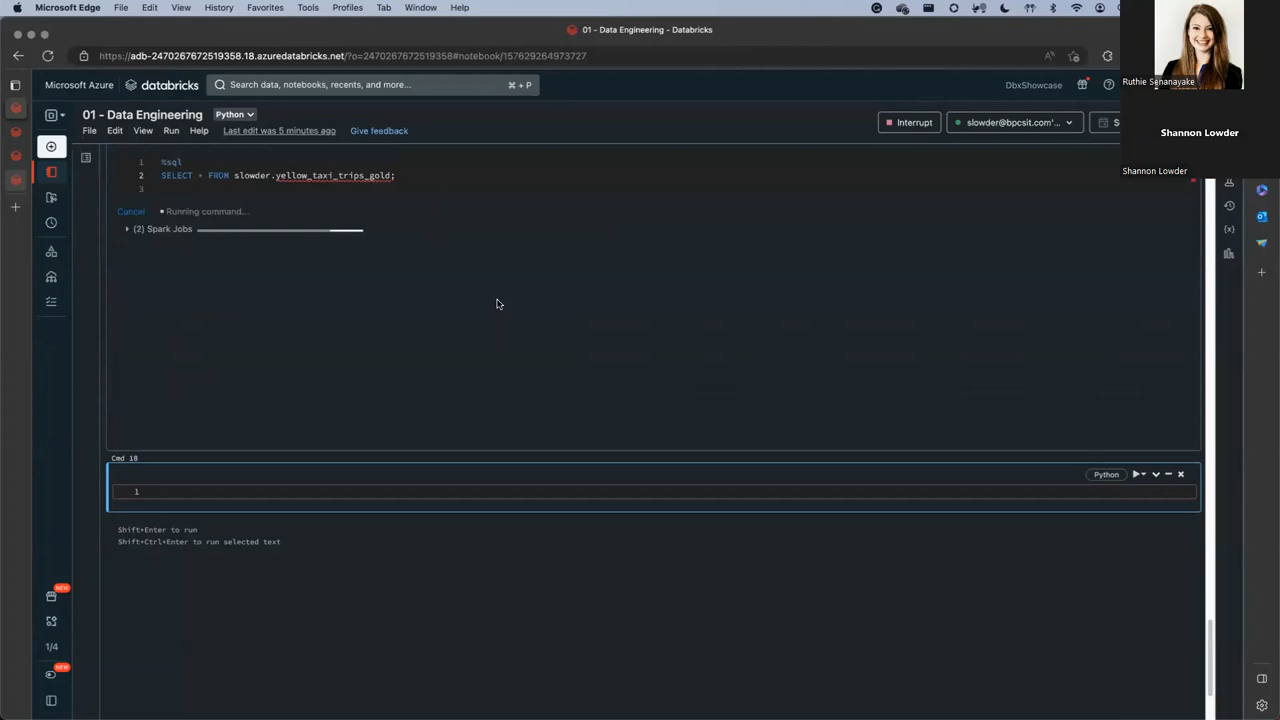 Microsoft Edge File Edit View History Favorites Tools Profiles Tab Window Help
01 - Data Engineering - Databricks
https://adb-2470267672519358.18.azuredatabricks.net/?o=2470267672519358#notebook/157629264973727
Ruthie Senanayake
Microsoft Azure databricks Search data, notebooks, recents, and more... ⌘ + P DbxShowcase
01 - Data Engineering Python
Interrupt slowder@bpcsit.com'... S
File Edit View Run Help Last edit was 5 minutes ago Give feedback
Shannon Lowder
Shannon Lowder
1 %sql
2 SELECT * FROM slowder.yellow_taxi_trips_gold;
3
Cancel Running command...
(2) Spark Jobs
Cmd 18
Python
1
Shift+Enter to run
Shift+Ctrl+Enter to run selected text
NEW
1/4
NEW